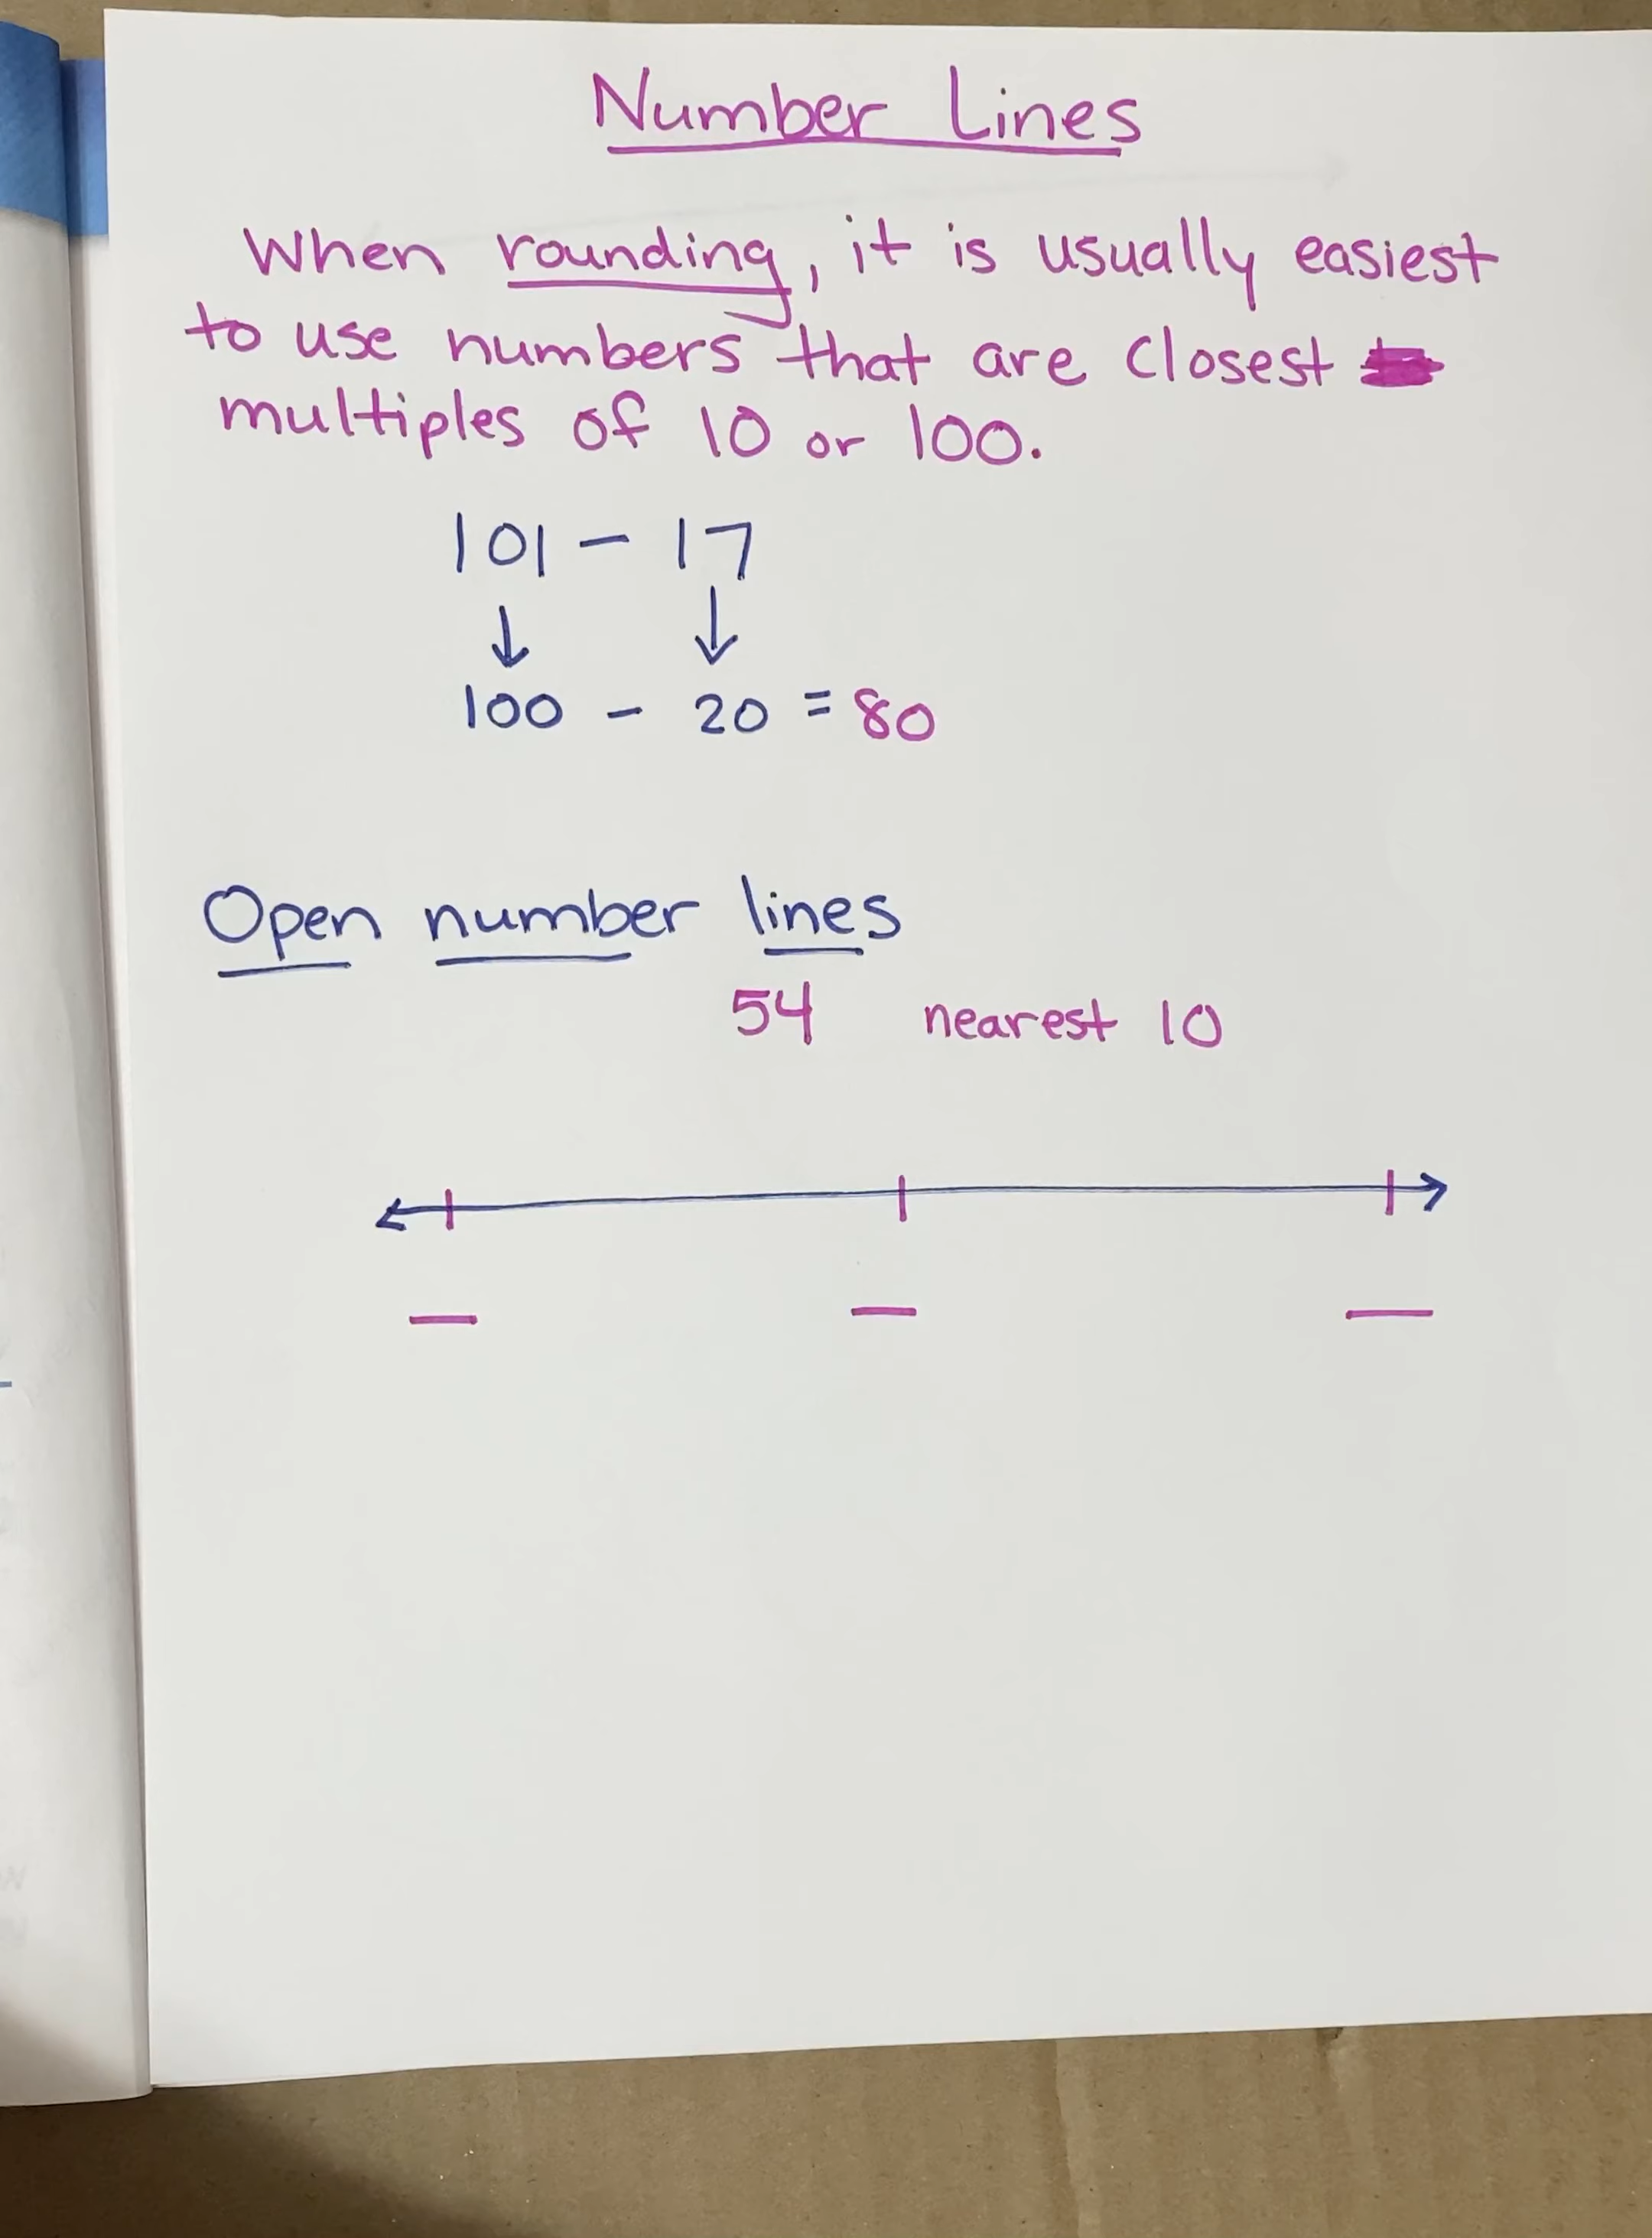 Number Lines
When rounding, it is usually easiest
to use numbers that are closest
multiples of 10 or 100.
101 - 17
↓ ↓
100 - 20 = 80
Open number lines
54 nearest 10